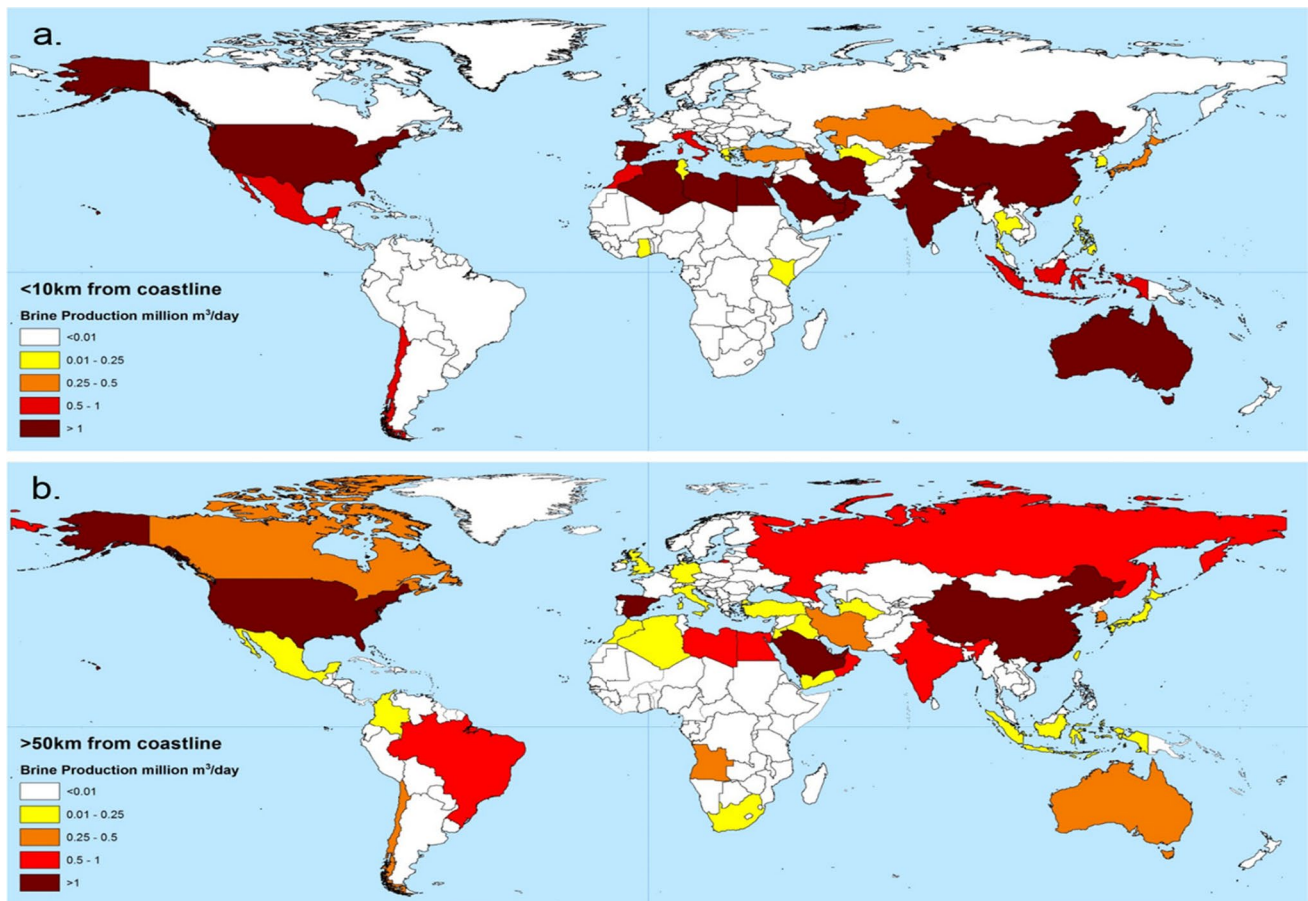 a.
<10km from coastline
Brine Production million m³/day
<0.01
0.01 - 0.25
0.25 - 0.5
0.5 - 1
> 1
b.
>50km from coastline
Brine Production million m³/day
<0.01
0.01 - 0.25
0.25 - 0.5
0.5 - 1
>1